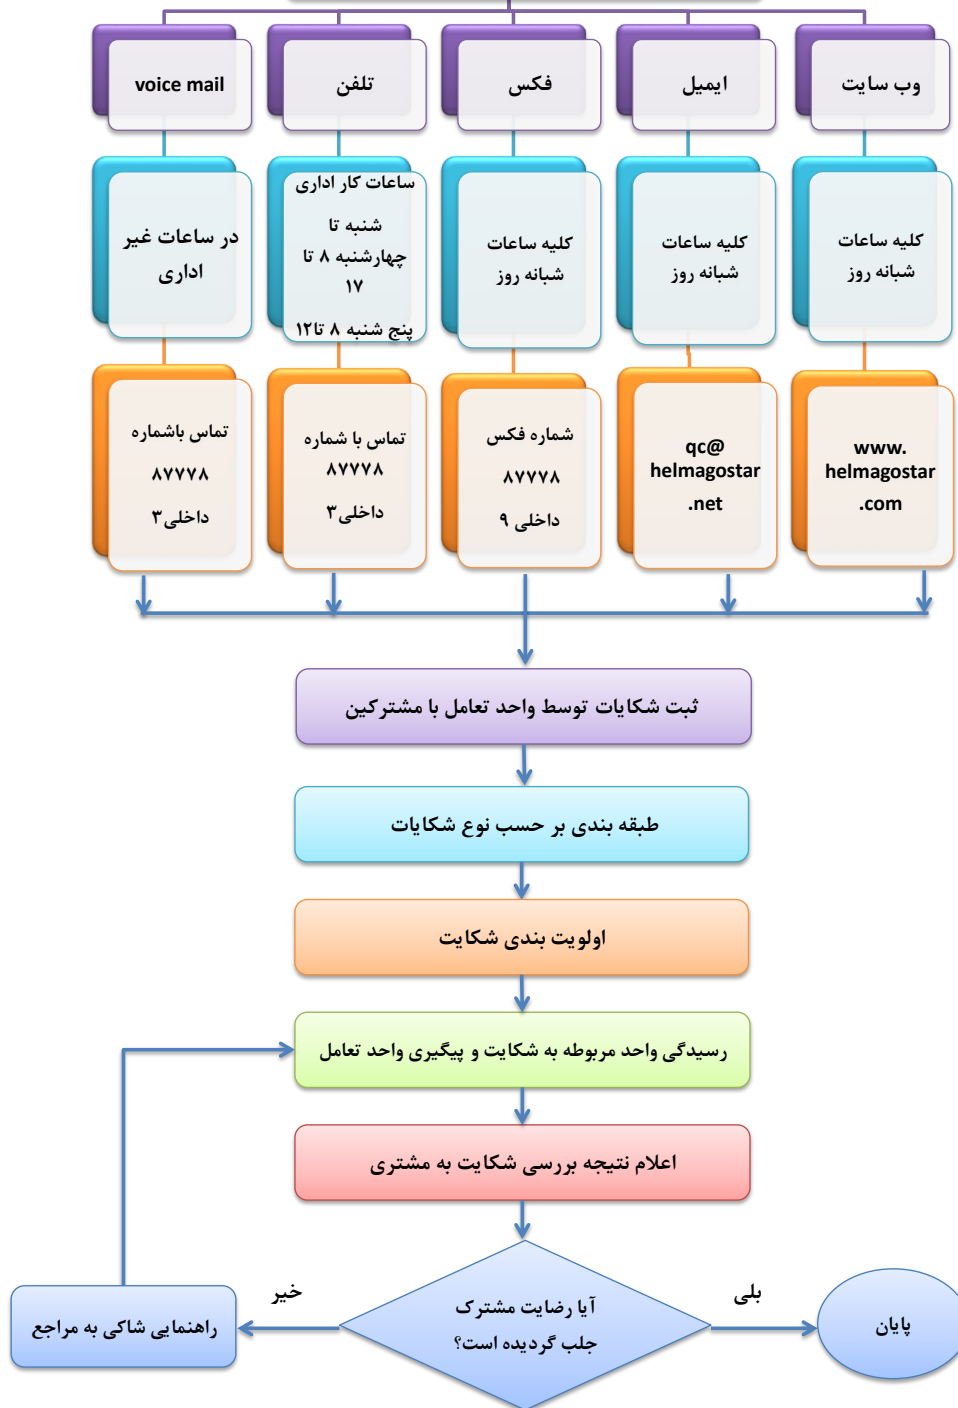 وب سایت
ایمیل
فکس
تلفن
voice mail
کلیه ساعات
شبانه روز
کلیه ساعات
شبانه روز
کلیه ساعات
شبانه روز
ساعات کار اداری
شنبه تا
چهارشنبه ۸ تا
۱۷
پنج شنبه ۸ تا۱۲
در ساعات غیر
اداری
www.
helmagostar
.com
qc@
helmagostar
.net
شماره فکس
۸۷۷۷۸
داخلی ۹
تماس با شماره
۸۷۷۷۸
داخلی۳
تماس باشماره
۸۷۷۷۸
داخلی۳
ثبت شکایات توسط واحد تعامل با مشترکین
طبقه بندی بر حسب نوع شکایات
اولویت بندی شکایت
رسیدگی واحد مربوطه به شکایت و پیگیری واحد تعامل
اعلام نتیجه بررسی شکایت به مشتری
آیا رضایت مشترک
جلب گردیده است؟
بلی
پایان
خیر
راهنمایی شاکی به مراجع